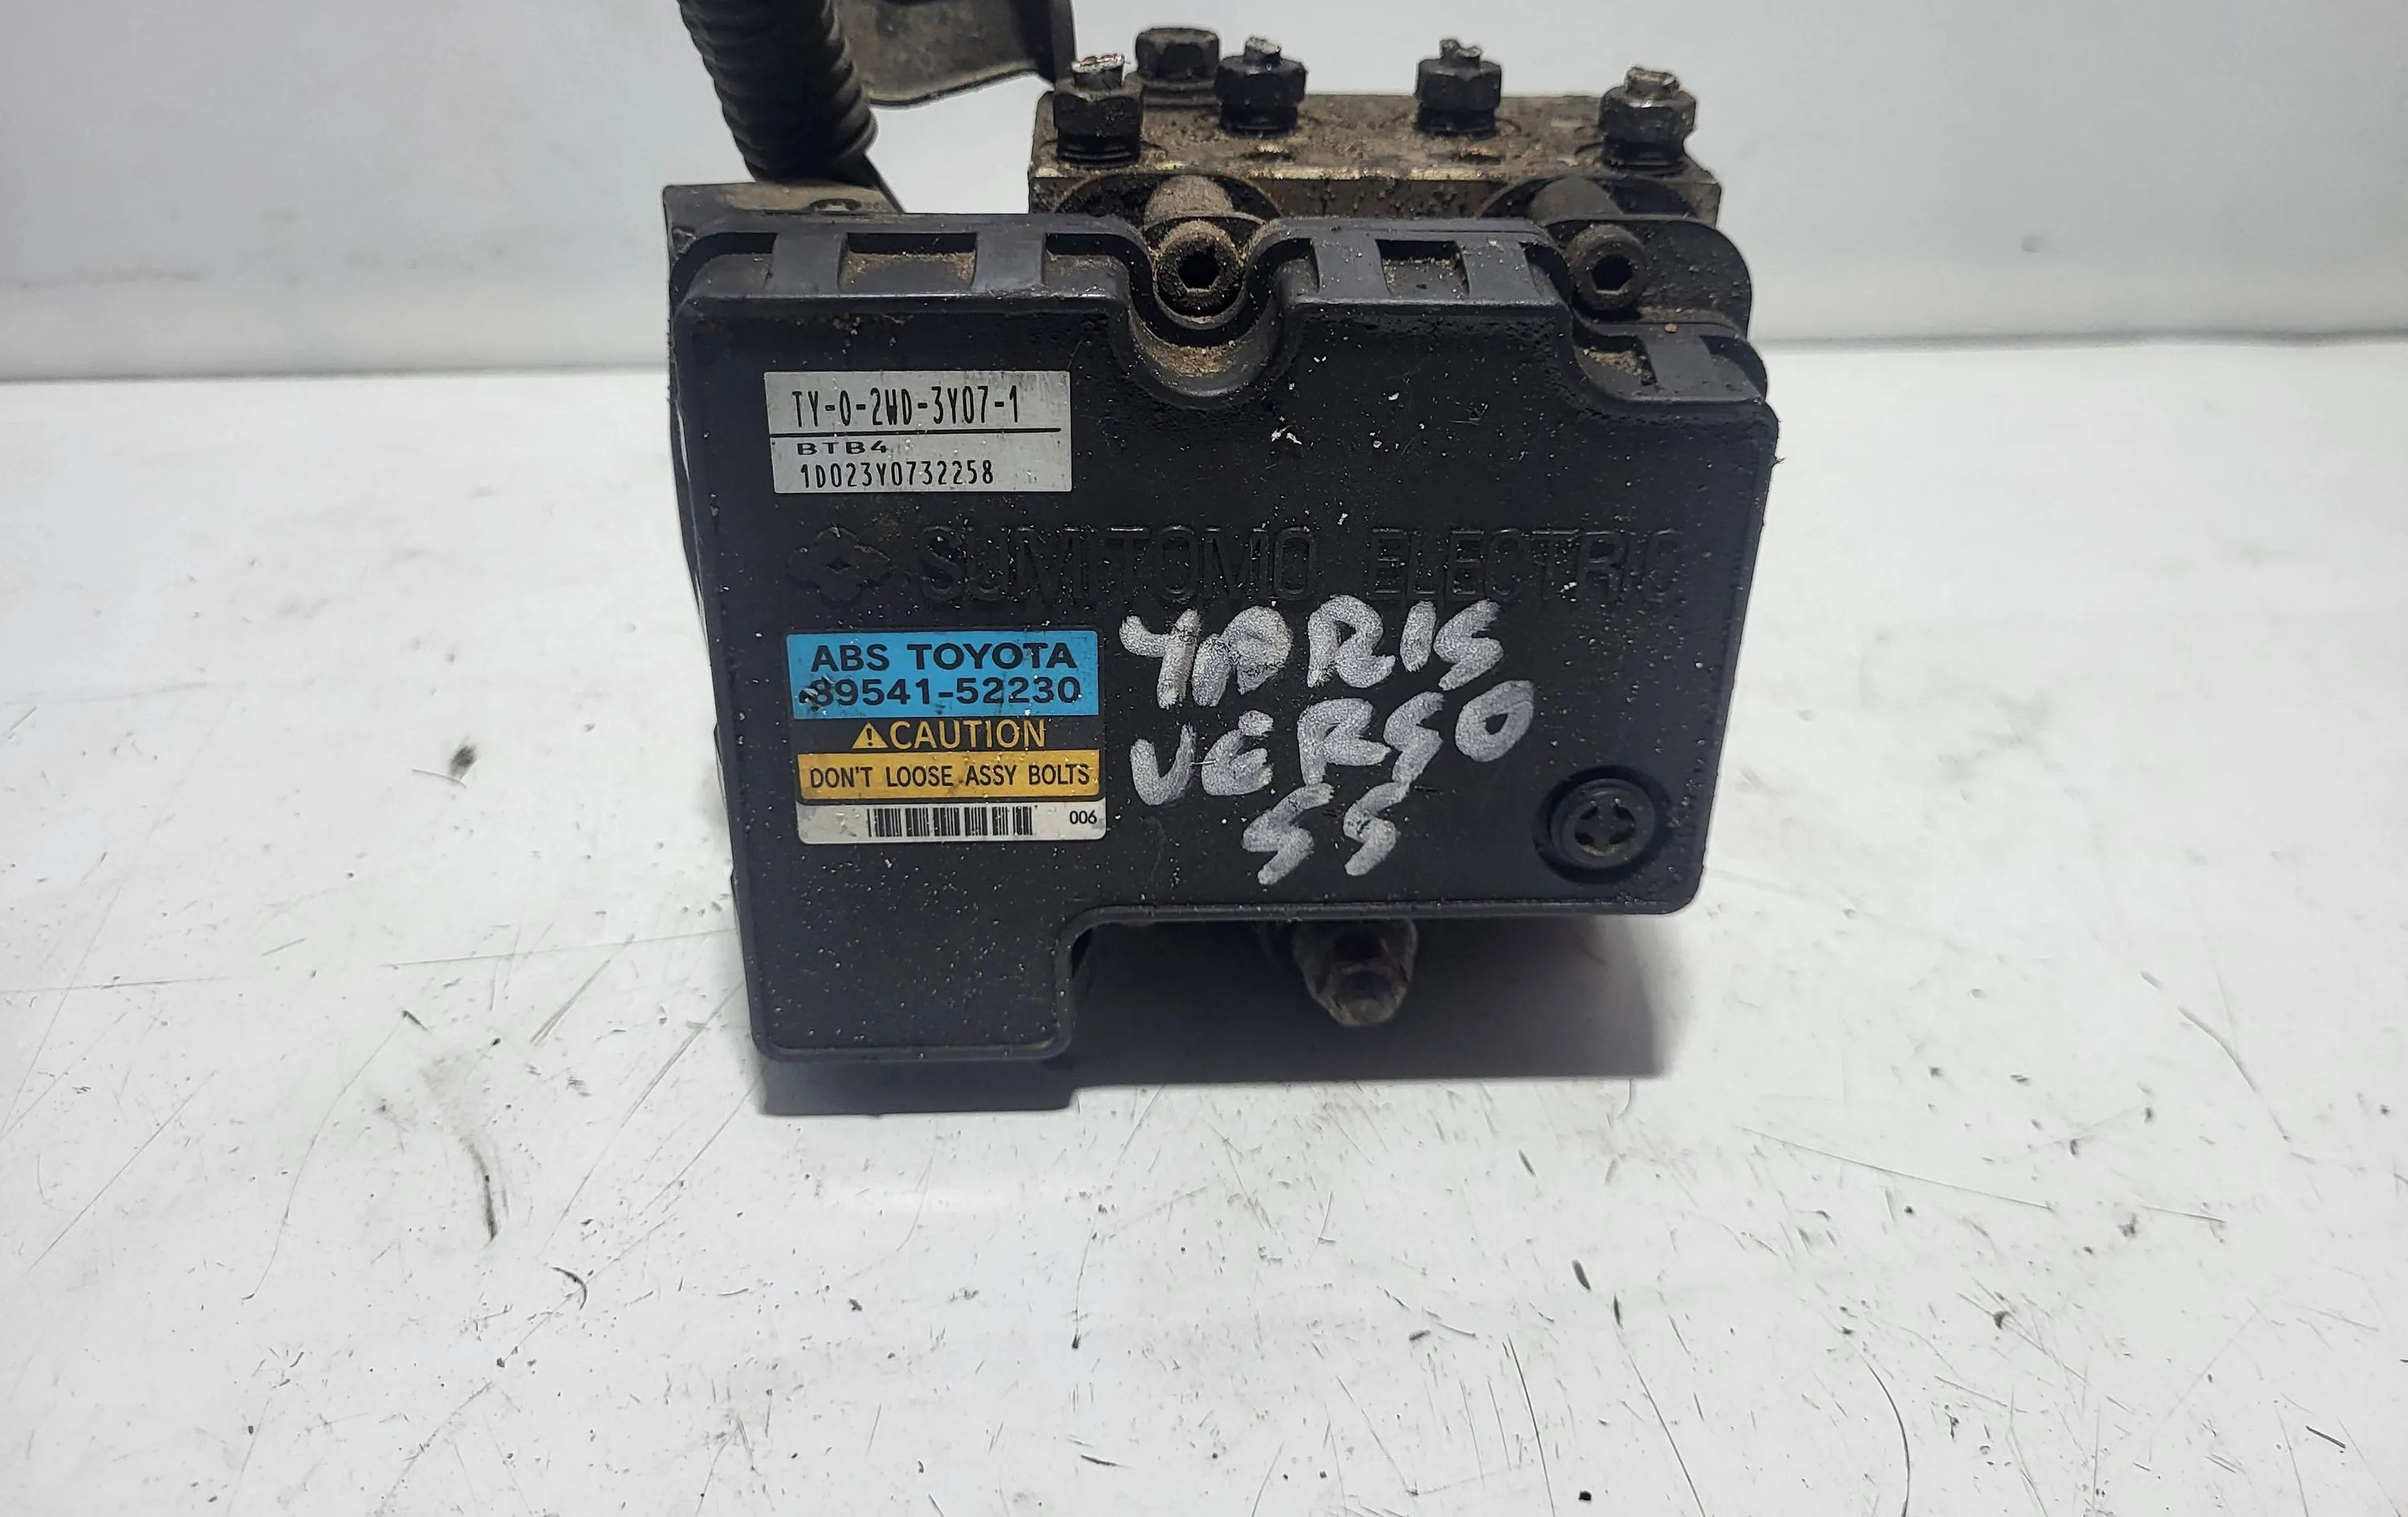 TY-0-2WD-3Y07-1
BTB4
1D023Y0732258
SUMITOMO ELECTRIC
ABS TOYOTA
89541-52230
CAUTION
DON'T LOOSE ASSY BOLTS
006
YARIS
VERSO
SS